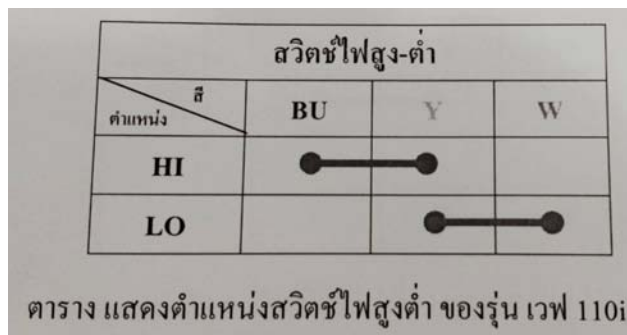 สวิตช์ไฟสูง-ต่ำ
สี
ตำแหน่ง
BU Y W
HI
LO
ตาราง แสดงตำแหน่งสวิตช์ไฟสูงต่ำ ของรุ่น เวฟ 110i